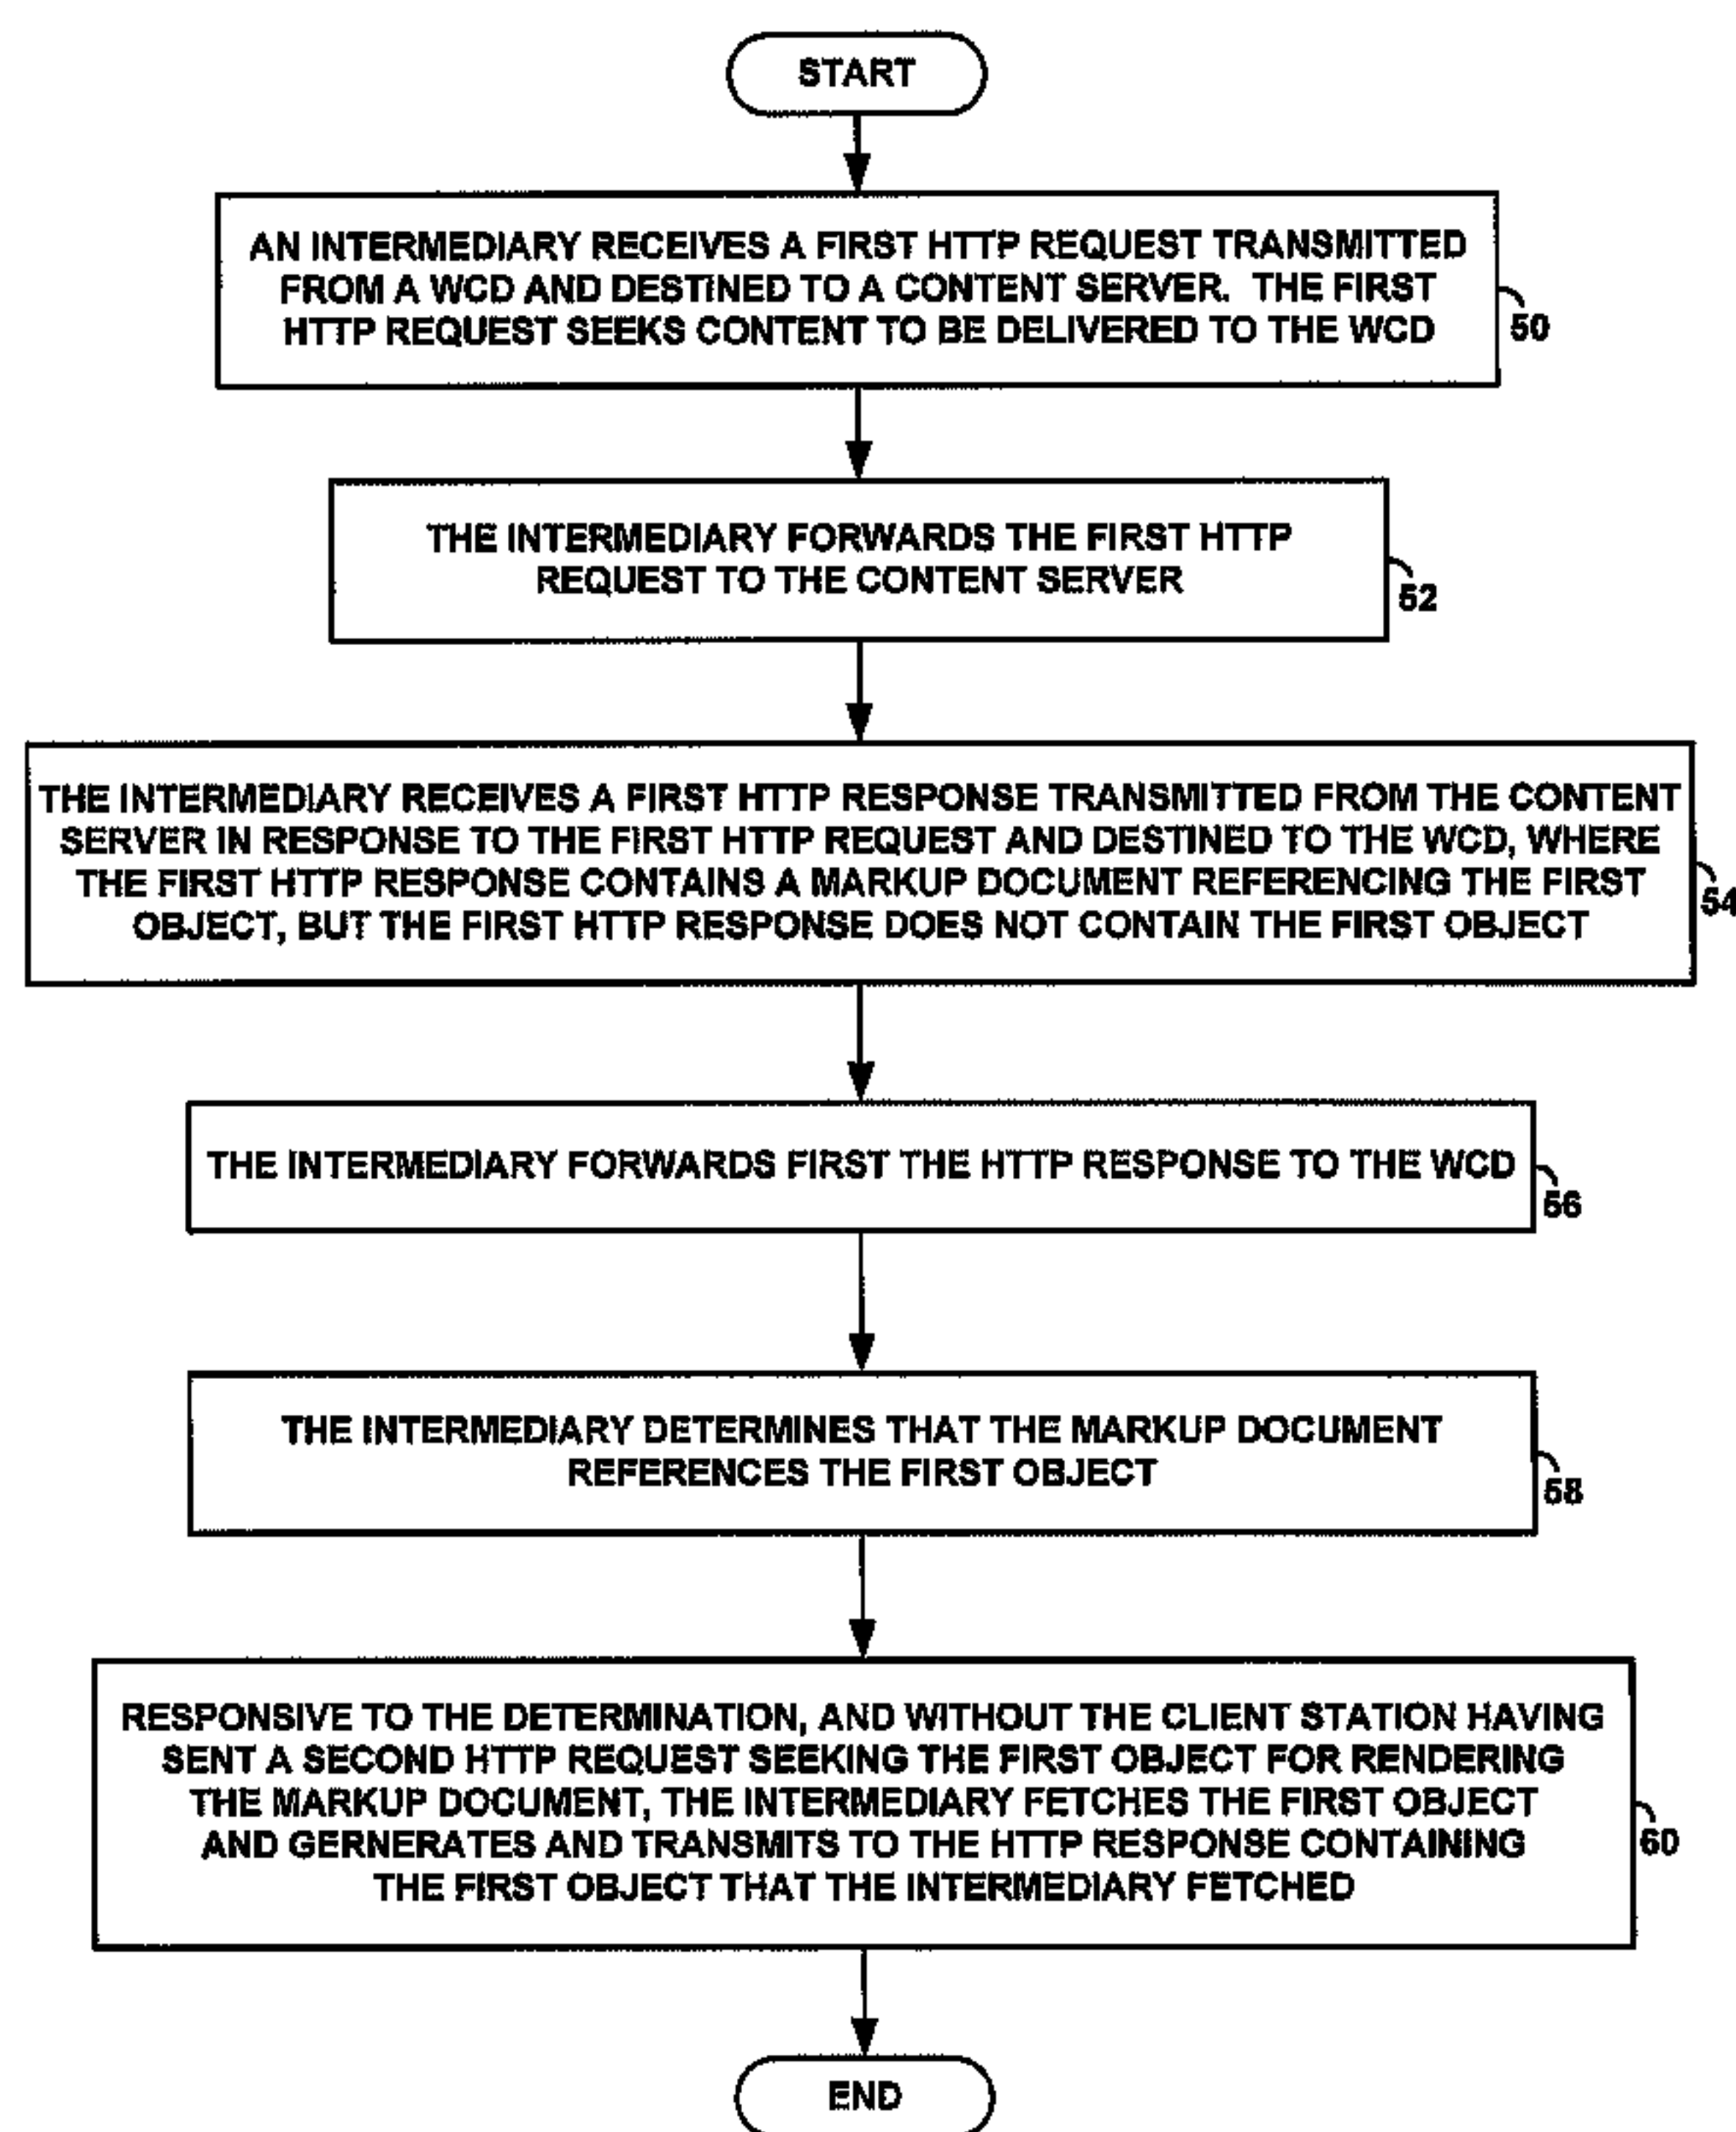 START
AN INTERMEDIARY RECEIVES A FIRST HTTP REQUEST TRANSMITTED
FROM A WCD AND DESTINED TO A CONTENT SERVER. THE FIRST
HTTP REQUEST SEEKS CONTENT TO BE DELIVERED TO THE WCD
50
THE INTERMEDIARY FORWARDS THE FIRST HTTP
REQUEST TO THE CONTENT SERVER
52
THE INTERMEDIARY RECEIVES A FIRST HTTP RESPONSE TRANSMITTED FROM THE CONTENT
SERVER IN RESPONSE TO THE FIRST HTTP REQUEST AND DESTINED TO THE WCD, WHERE
THE FIRST HTTP RESPONSE CONTAINS A MARKUP DOCUMENT REFERENCING THE FIRST
OBJECT, BUT THE FIRST HTTP RESPONSE DOES NOT CONTAIN THE FIRST OBJECT
54
THE INTERMEDIARY FORWARDS FIRST THE HTTP RESPONSE TO THE WCD
56
THE INTERMEDIARY DETERMINES THAT THE MARKUP DOCUMENT
REFERENCES THE FIRST OBJECT
58
RESPONSIVE TO THE DETERMINATION, AND WITHOUT THE CLIENT STATION HAVING
SENT A SECOND HTTP REQUEST SEEKING THE FIRST OBJECT FOR RENDERING
THE MARKUP DOCUMENT, THE INTERMEDIARY FETCHES THE FIRST OBJECT
AND GERNERATES AND TRANSMITS TO THE HTTP RESPONSE CONTAINING
THE FIRST OBJECT THAT THE INTERMEDIARY FETCHED
60
END